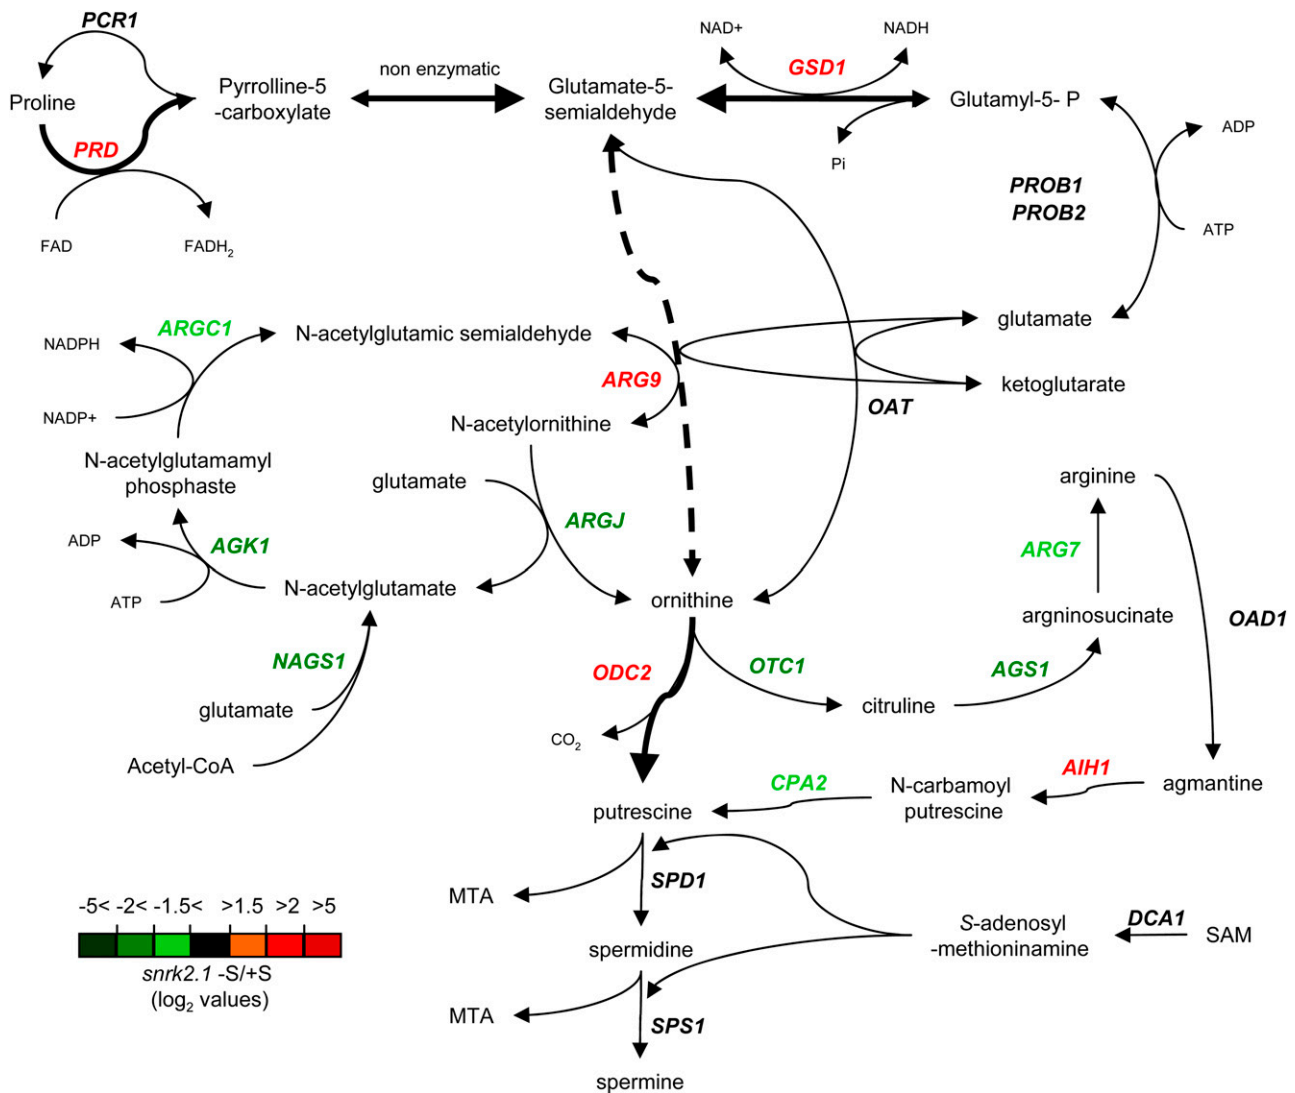 PCR1
NAD+
NADH
GSD1
non enzymatic
Proline
Pyrrolline-5
-carboxylate
Glutamate-5-
semialdehyde
Glutamyl-5- P
ADP
PRD
Pi
PROB1
PROB2
ATP
FAD
FADH2
ARGC1
N-acetylglutamic semialdehyde
glutamate
NADPH
ARG9
ketoglutarate
OAT
NADP+
N-acetylornithine
N-acetylglutamamyl
phosphaste
glutamate
arginine
ARGJ
ADP
AGK1
ARG7
N-acetylglutamate
ATP
ornithine
argninosucinate
OAD1
NAGS1
ODC2
OTC1
AGS1
glutamate
citruline
CO2
Acetyl-CoA
CPA2
N-carbamoyl
putrescine
AIH1
agmantine
putrescine
SPD1
MTA
-5< -2< -1.5< >1.5 >2 >5
snrk2.1 -S/+S
(log2 values)
spermidine
S-adenosyl
-methioninamine
DCA1
SAM
MTA
SPS1
spermine